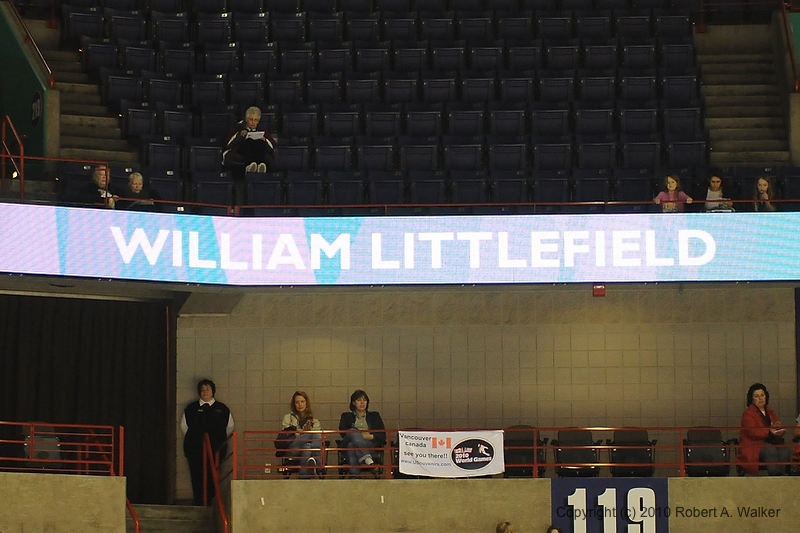 WILLIAM LITTLEFIELD
Vancouver
canada
see you there!!
2010
World Games
119
Copyright (c) 2010 Robert A. Walker